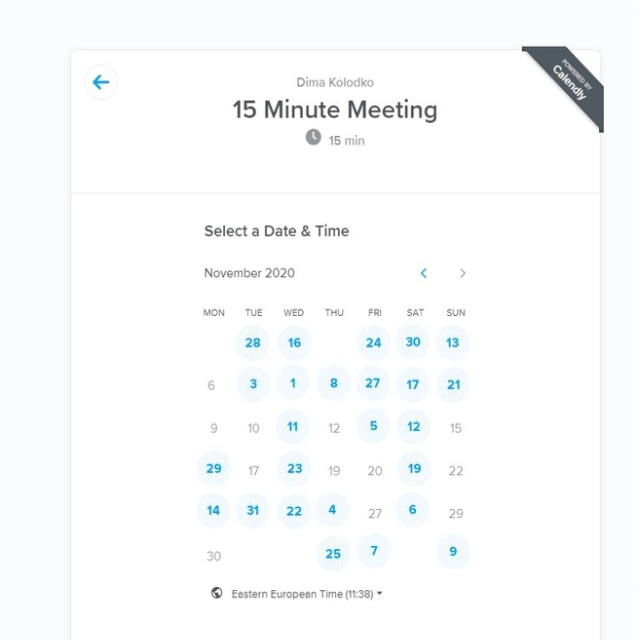 POWERED BY
Calendly
Dima Kolodko
15 Minute Meeting
15 min
Select a Date & Time
November 2020
MON TUE WED THU FRI SAT SUN
28 16 24 30 13
6 3 1 8 27 17 21
9 10 11 12 5 12 15
29 17 23 19 20 19 22
14 31 22 4 27 6 29
30 25 7 9
Eastern European Time (11:38)